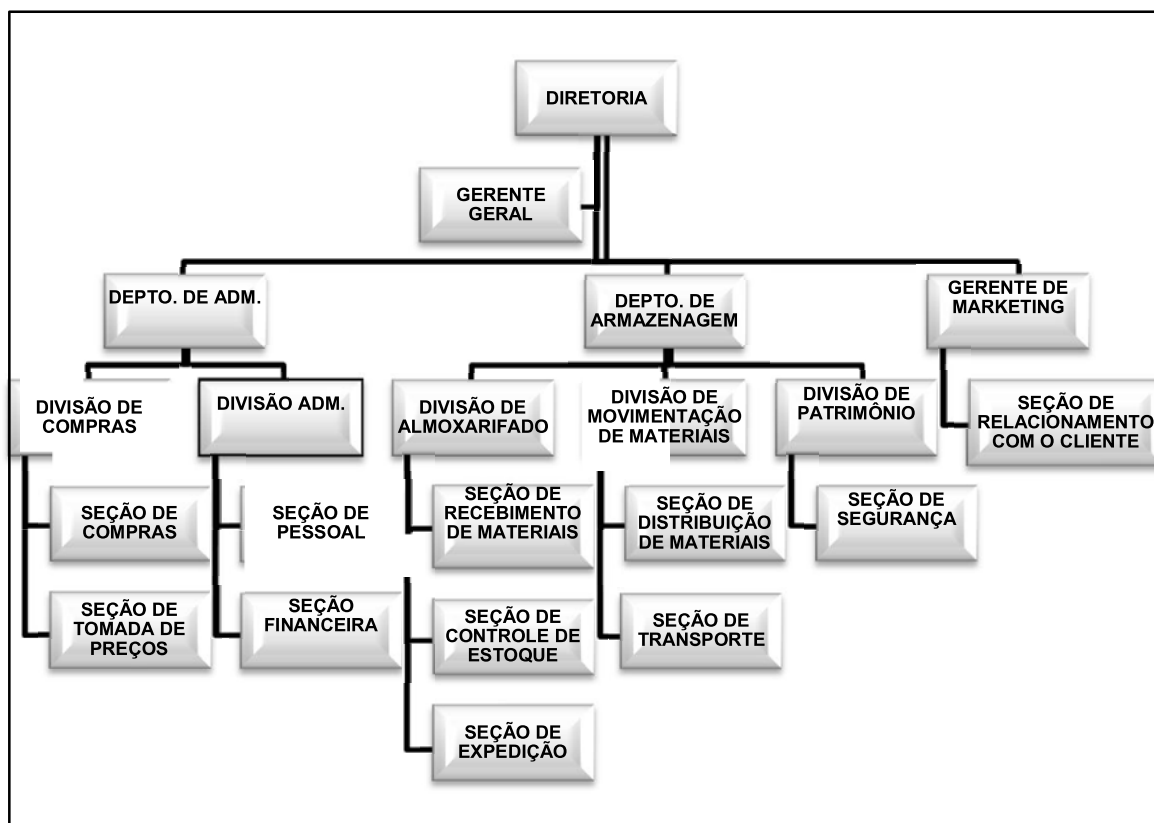 DIRETORIA
GERENTE
GERAL
DEPTO. DE ADM.
DEPTO. DE
ARMAZENAGEM
GERENTE DE
MARKETING
DIVISÃO DE
COMPRAS
DIVISÃO ADM.
DIVISÃO DE
ALMOXARIFADO
DIVISÃO DE
MOVIMENTAÇÃO
DE MATERIAIS
DIVISÃO DE
PATRIMÔNIO
SEÇÃO DE
RELACIONAMENTO
COM O CLIENTE
SEÇÃO DE
COMPRAS
SEÇÃO DE
PESSOAL
SEÇÃO DE
RECEBIMENTO
DE MATERIAIS
SEÇÃO DE
DISTRIBUIÇÃO
DE MATERIAIS
SEÇÃO DE
SEGURANÇA
SEÇÃO DE
TOMADA DE
PREÇOS
SEÇÃO
FINANCEIRA
SEÇÃO DE
CONTROLE DE
ESTOQUE
SEÇÃO DE
TRANSPORTE
SEÇÃO DE
EXPEDIÇÃO